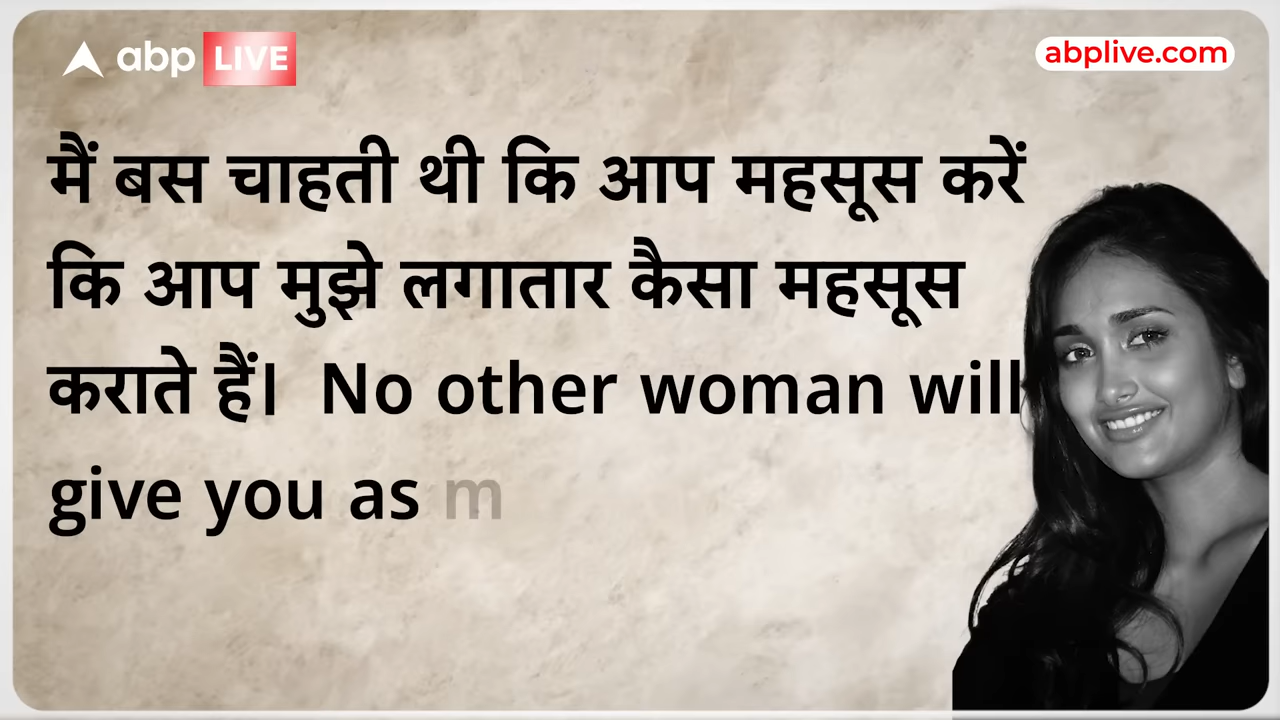 abp LIVE
abplive.com
मैं बस चाहती थी कि आप महसूस करें
कि आप मुझे लगातार कैसा महसूस
कराते हैं। No other woman will
give you as m